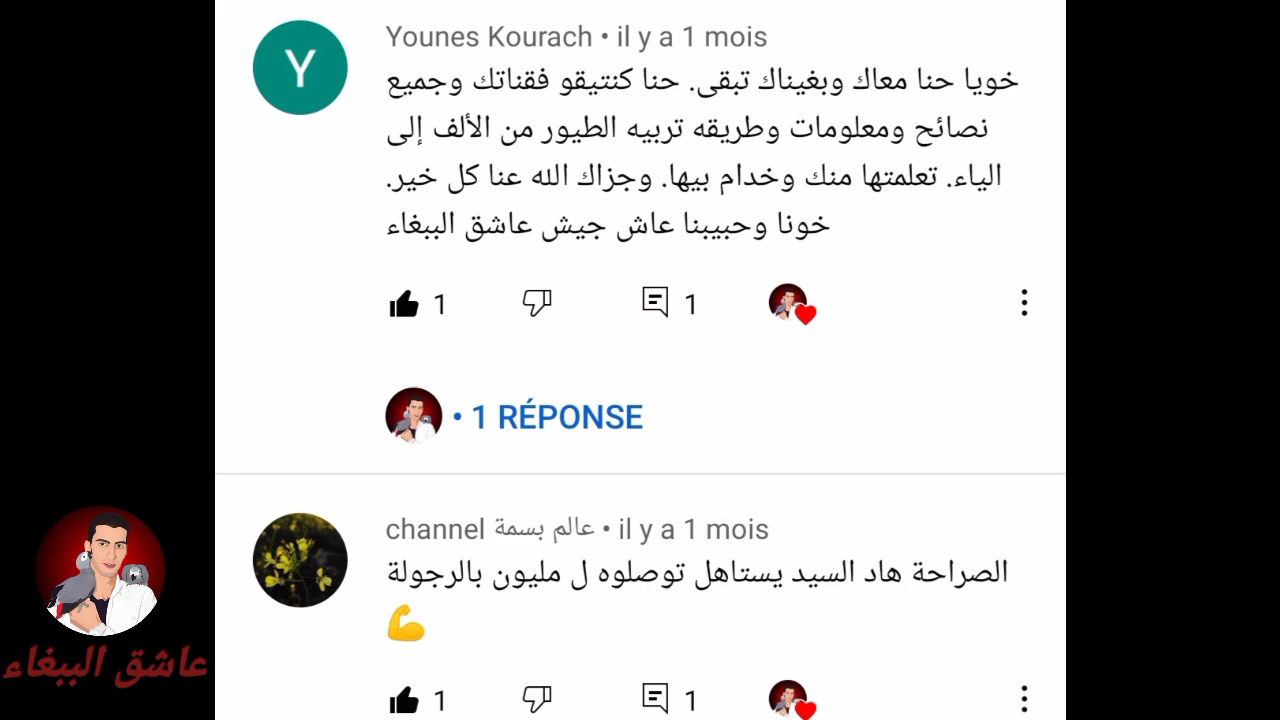 Younes Kourach • il y a 1 mois
خويا حنا معاك وبغيناك تبقى. حنا كنتيقو فقناتك وجميع
نصائح ومعلومات وطريقه تربيه الطيور من الألف إلى
الياء. تعلمتها منك وخدام بيها. وجزاك الله عنا كل خير.
خونا وحبيبنا عاش جيش عاشق الببغاء
1
1
• 1 RÉPONSE
channel عالم بسمة • il y a 1 mois
الصراحة هاد السيد يستاهل توصلوه ل مليون بالرجولة
💪
1
1
عاشق الببغاء